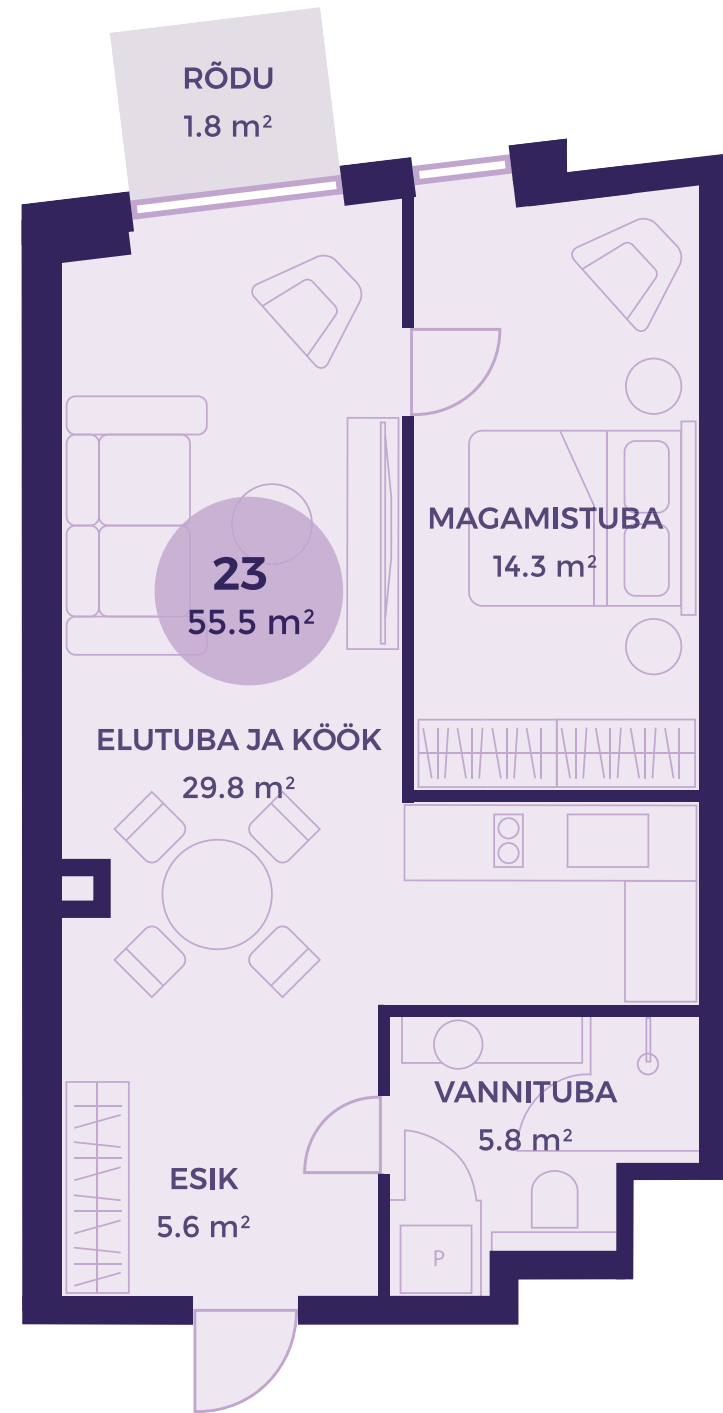 RÕDU
1.8 m²
MAGAMISTUBA
14.3 m²
23
55.5 m²
ELUTUBA JA KÖÖK
29.8 m²
VANNITUBA
5.8 m²
ESIK
5.6 m²
P